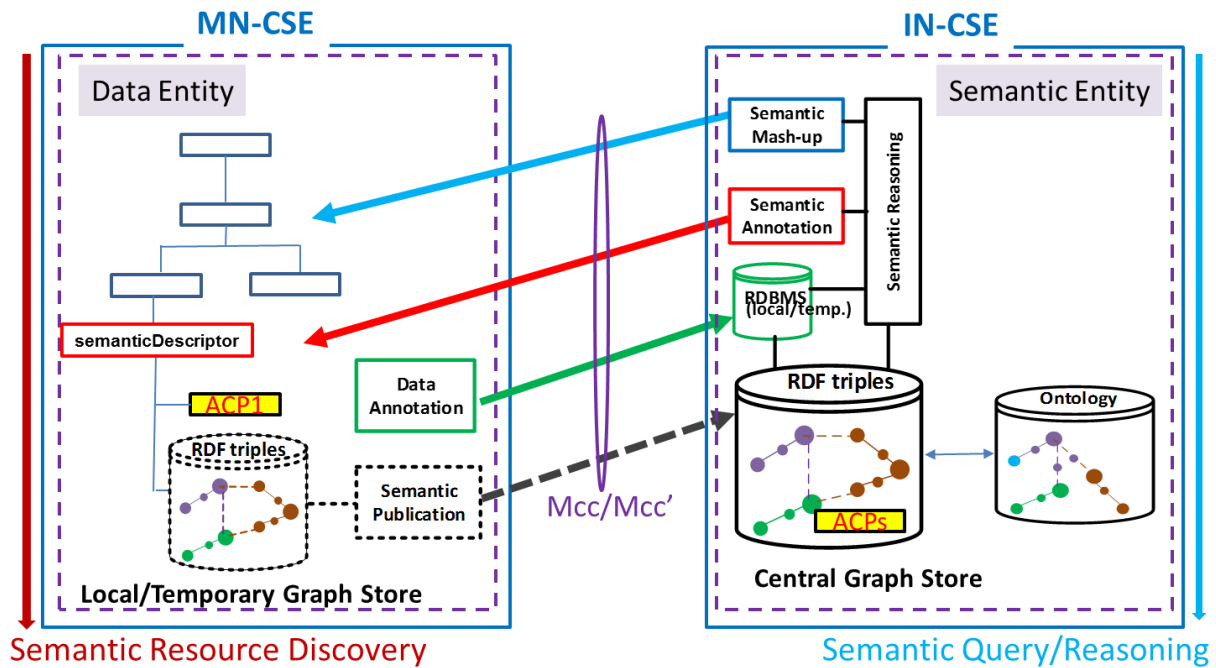 MN-CSE
Data Entity
semanticDescriptor
ACP1
Data
Annotation
RDF triples
Semantic
Publication
Local/Temporary Graph Store
Semantic Resource Discovery
Mcc/Mcc’
IN-CSE
Semantic Entity
Semantic
Mash-up
Semantic
Annotation
Semantic Reasoning
RDBMS
(local/temp.)
RDF triples
ACPs
Ontology
Central Graph Store
Semantic Query/Reasoning